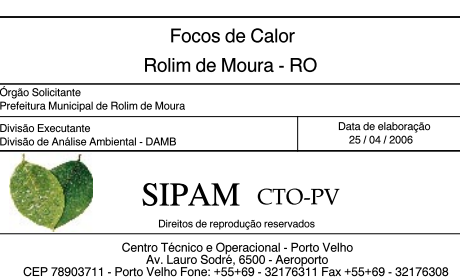 Focos de Calor
Rolim de Moura - RO
Órgão Solicitante
Prefeitura Municipal de Rolim de Moura
Divisão Executante
Divisão de Análise Ambiental - DAMB
Data de elaboração
25 / 04 / 2006
SIPAM CTO-PV
Direitos de reprodução reservados
Centro Técnico e Operacional - Porto Velho
Av. Lauro Sodré, 6500 - Aeroporto
CEP 78903711 - Porto Velho Fone: +55+69 - 32176311 Fax +55+69 - 32176308